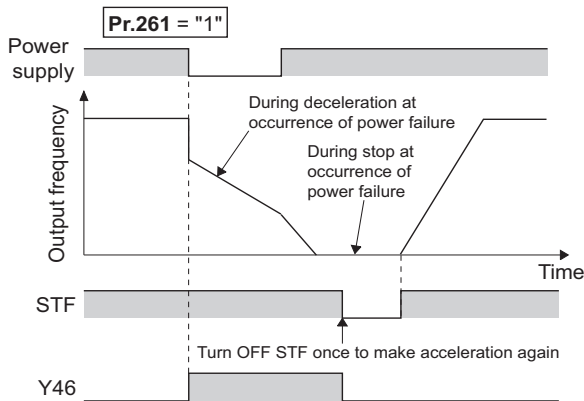 Pr.261 = "1"
Power
supply
During deceleration at
occurrence of power failure
During stop at
occurrence of
power failure
Output frequency
Time
STF
Turn OFF STF once to make acceleration again
Y46